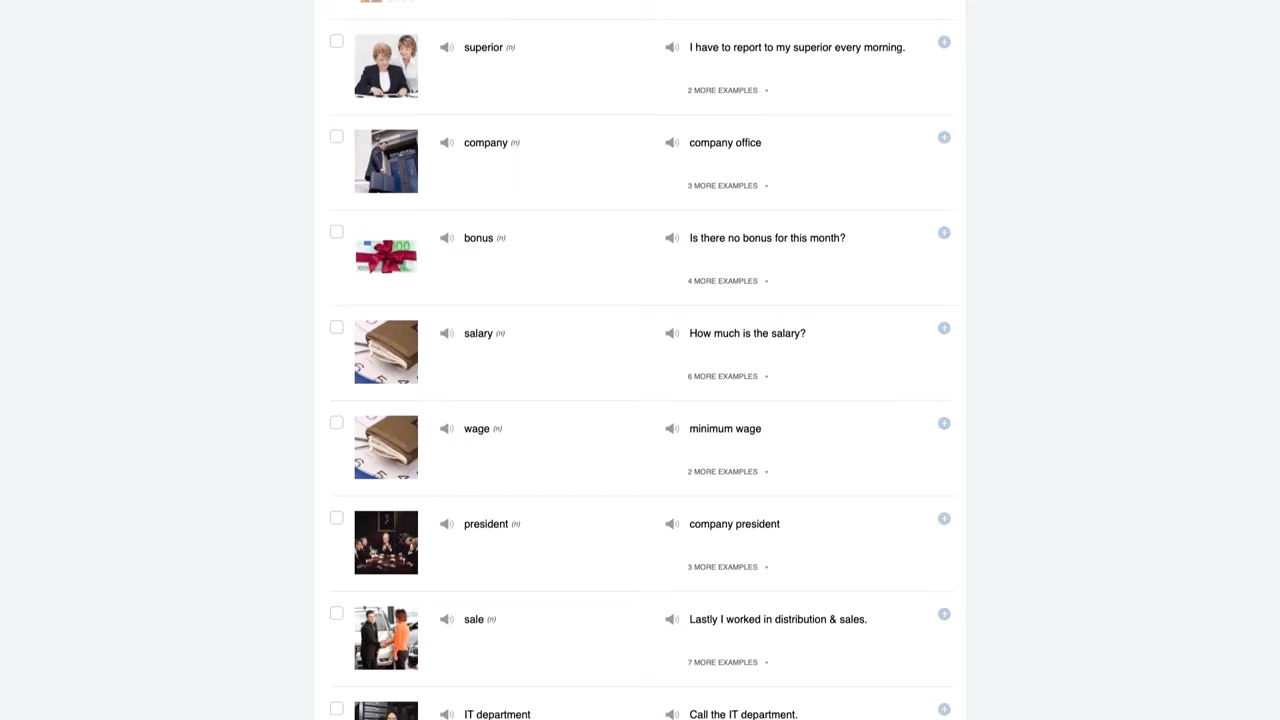 superior (n)
I have to report to my superior every morning.
2 MORE EXAMPLES
company (n)
company office
3 MORE EXAMPLES
bonus (n)
Is there no bonus for this month?
4 MORE EXAMPLES
salary (n)
How much is the salary?
6 MORE EXAMPLES
wage (n)
minimum wage
2 MORE EXAMPLES
president (n)
company president
3 MORE EXAMPLES
sale (n)
Lastly I worked in distribution & sales.
7 MORE EXAMPLES
IT department
Call the IT department.